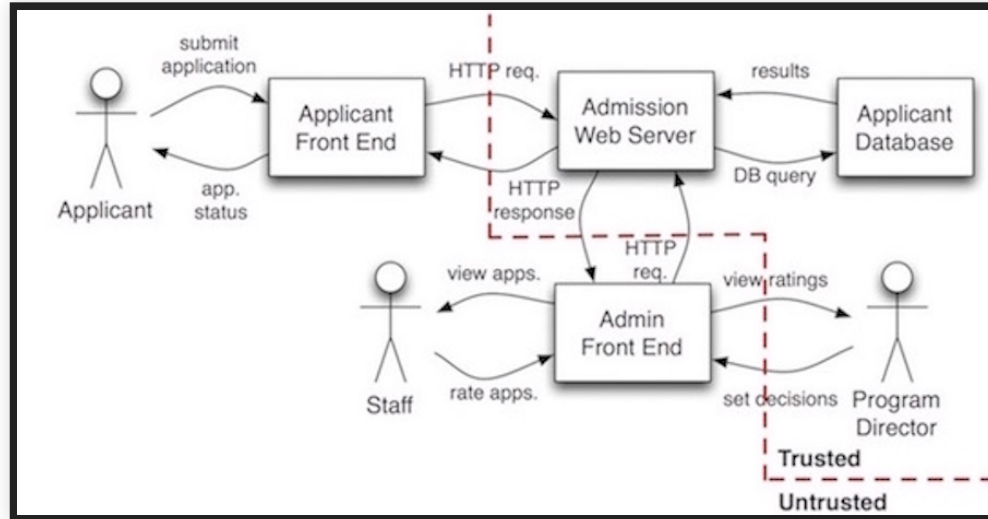 submit
application
HTTP req.
results
Applicant
Front End
Admission
Web Server
Applicant
Database
Applicant
app.
status
HTTP
response
DB query
HTTP
req.
view apps.
view ratings
Admin
Front End
Staff
rate apps.
set decisions
Program
Director
Trusted
Untrusted